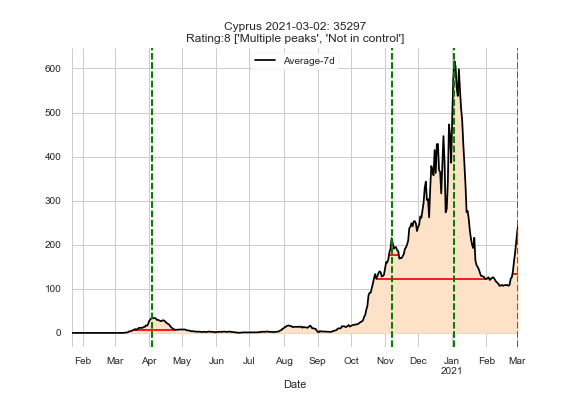 Cyprus 2021-03-02: 35297
Rating:8 ['Multiple peaks', 'Not in control']
Average-7d
600
500
400
300
200
100
0
Feb Mar Apr May Jun Jul Aug Sep Oct Nov Dec Jan Feb Mar
2021
Date